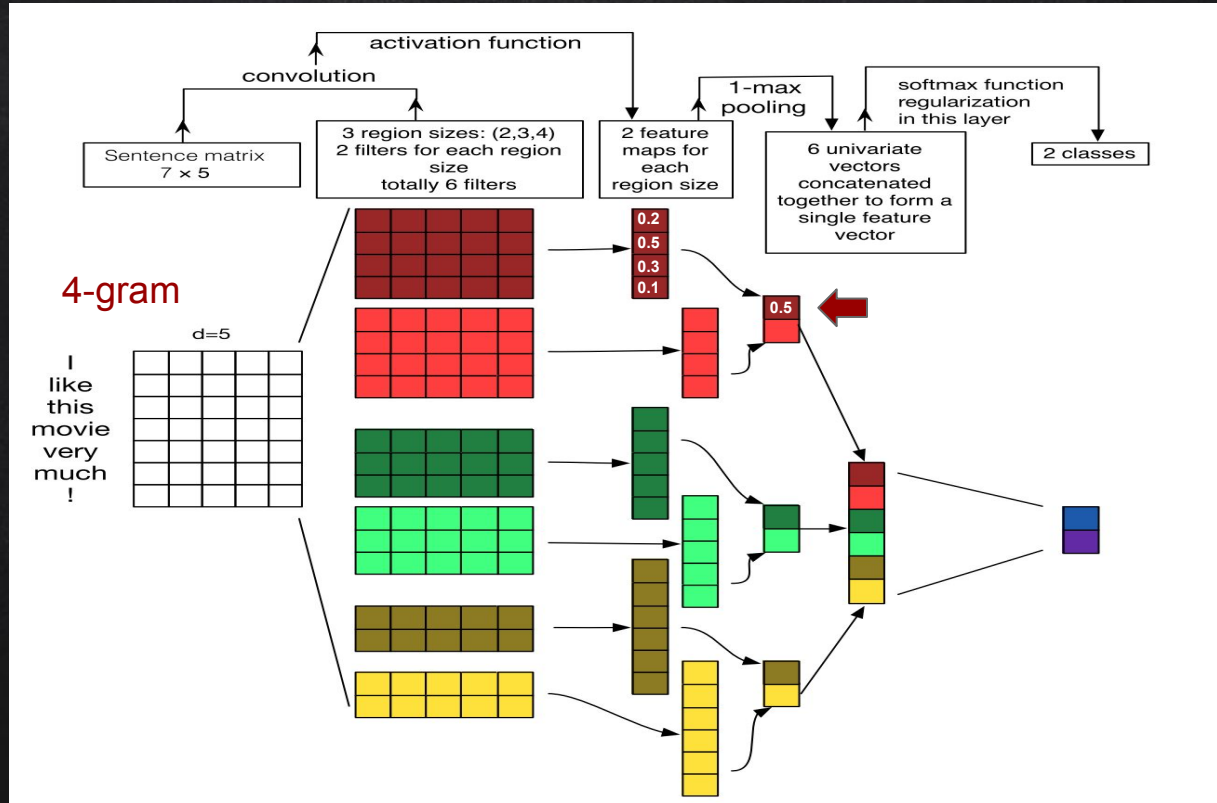 activation function
convolution
1-max
pooling
softmax function
regularization
in this layer
Sentence matrix
7 × 5
3 region sizes: (2,3,4)
2 filters for each region
size
totally 6 filters
2 feature
maps for
each
region size
6 univariate
vectors
concatenated
together to form a
single feature
vector
2 classes
4-gram
d=5
I
like
this
movie
very
much
!
0.2
0.5
0.3
0.1
0.5